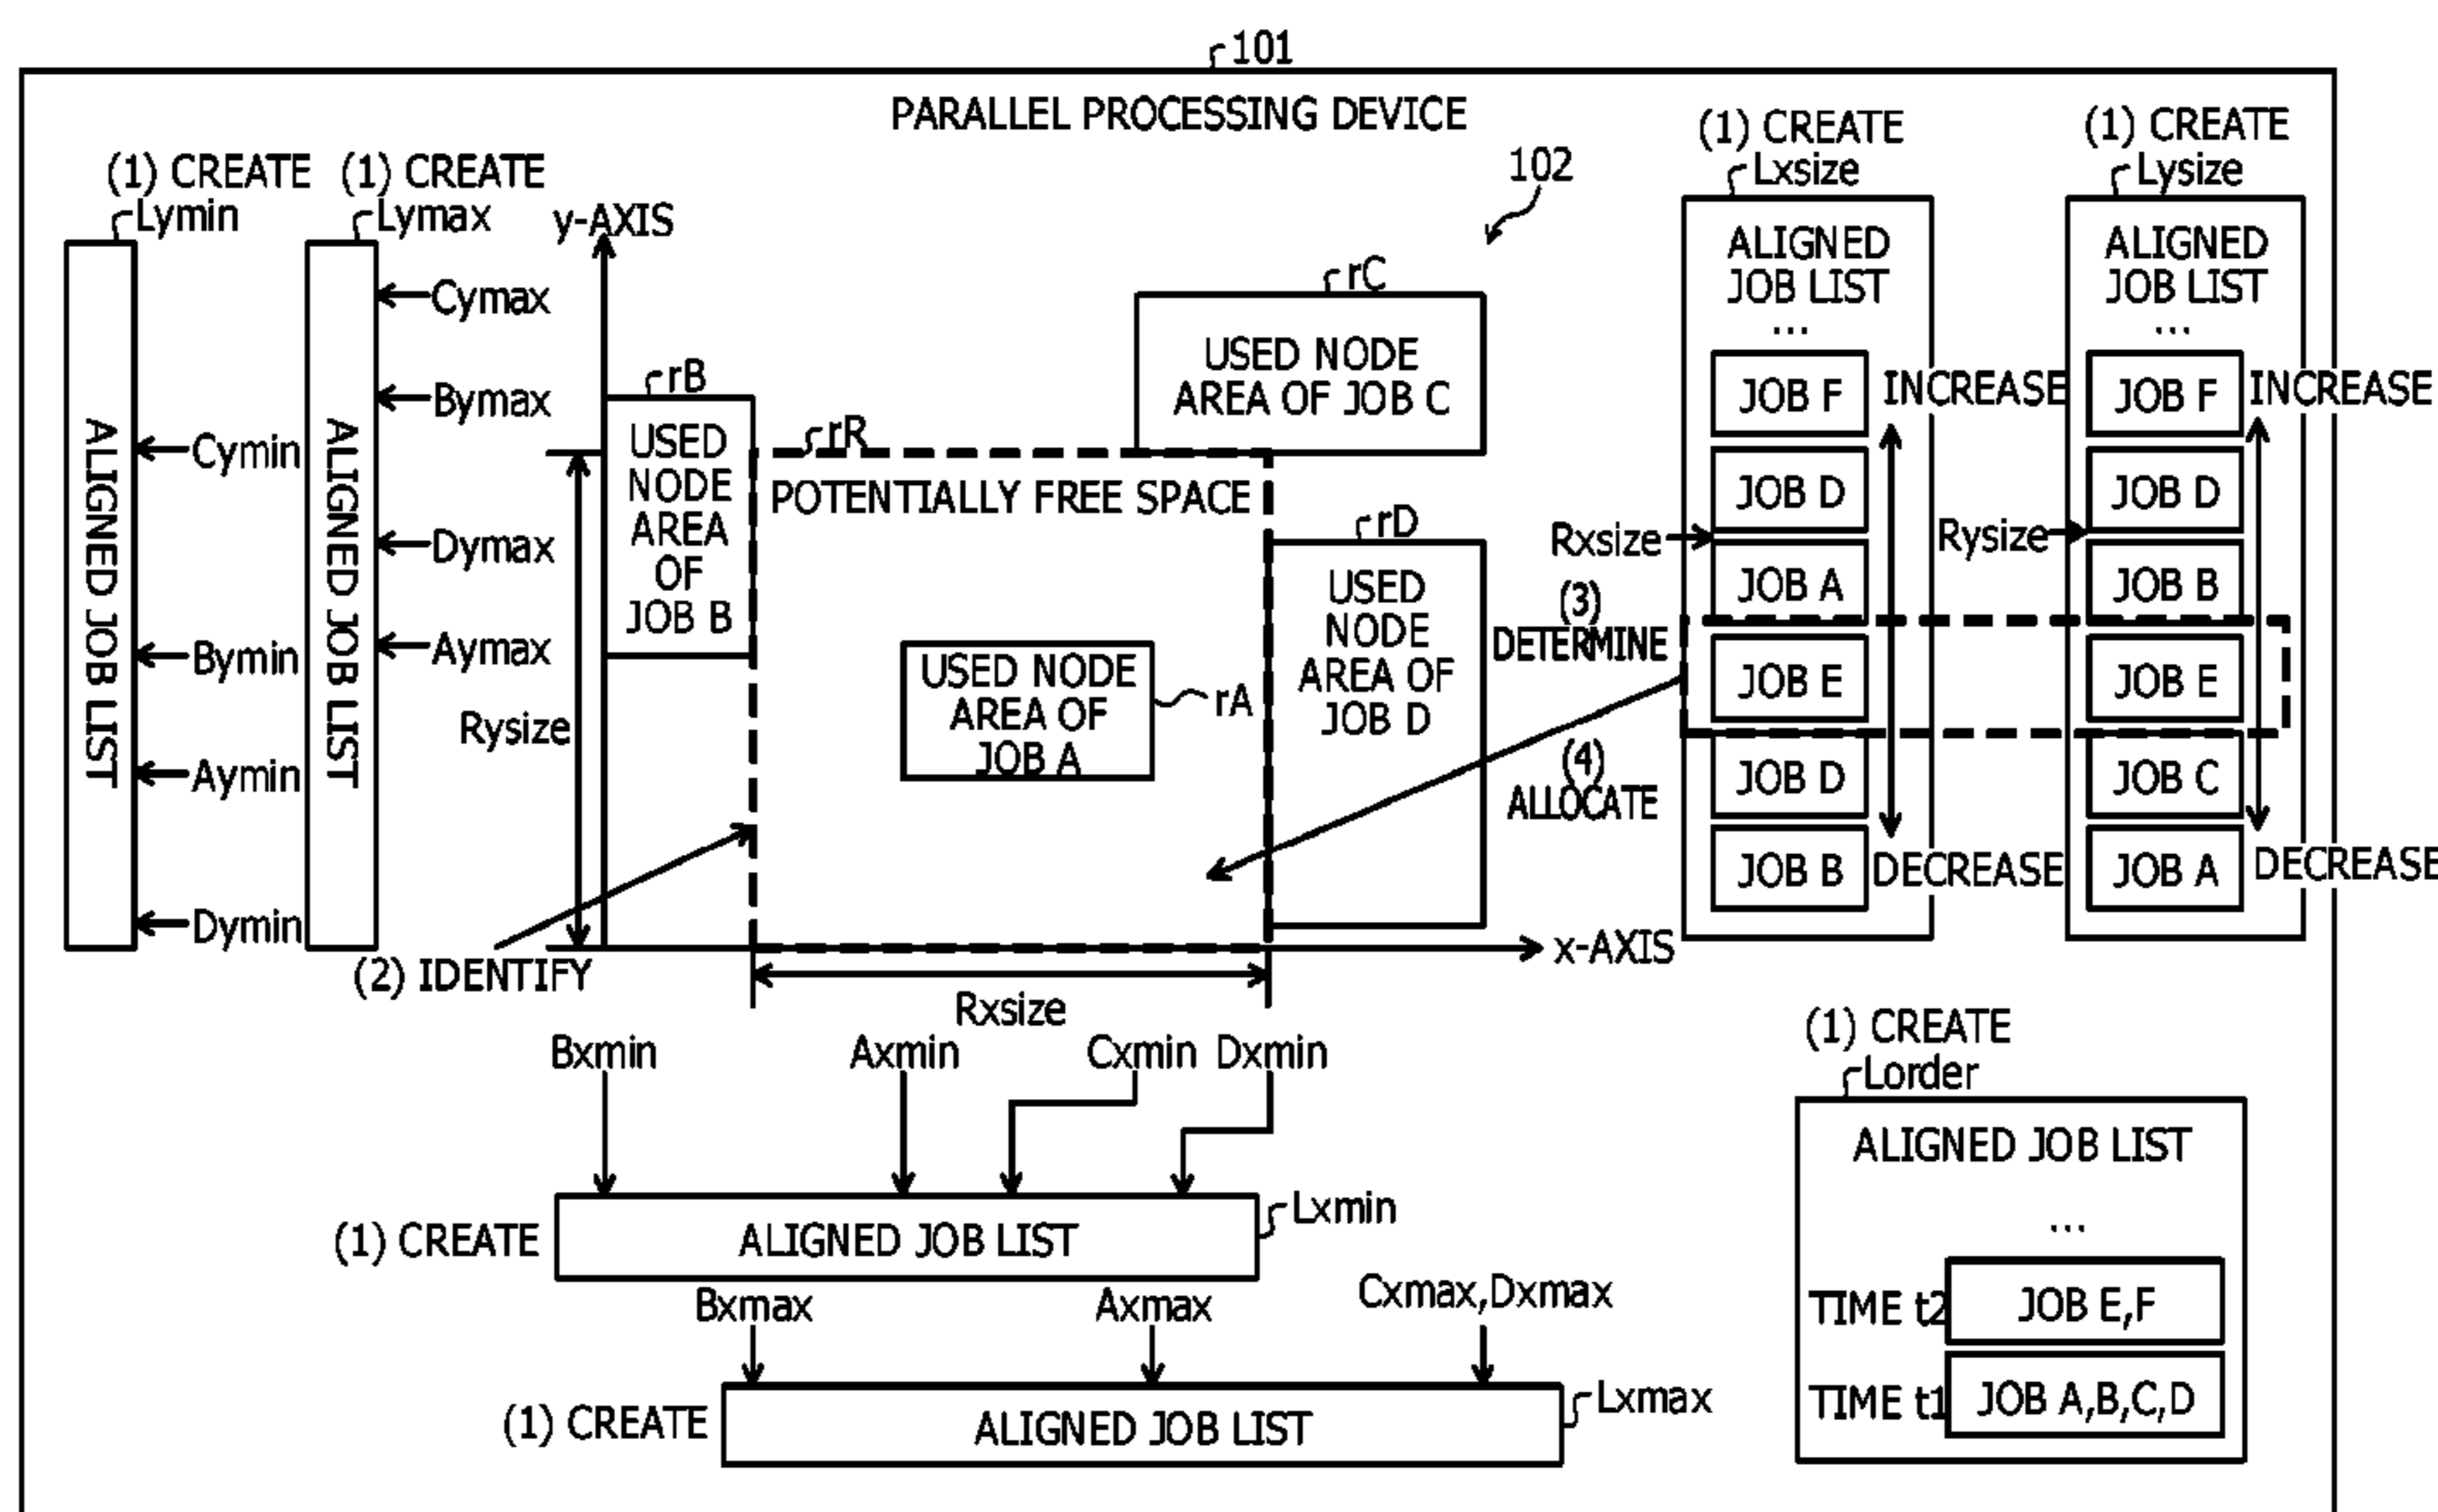 101
PARALLEL PROCESSING DEVICE
102
(1) CREATE
Lymin
ALIGNED JOB LIST
Cymin
Bymin
Aymin
Dymin
(1) CREATE
Lymax
ALIGNED JOB LIST
Cymax
Bymax
Dymax
Aymax
y-AXIS
rB
USED
NODE
AREA
OF
JOB B
rR
POTENTIALLY FREE SPACE
rC
USED NODE
AREA OF JOB C
rD
USED
NODE
AREA OF
JOB D
USED NODE
AREA OF
JOB A
rA
Rysize
x-AXIS
(2) IDENTIFY
Rxsize
(3)
DETERMINE
(4)
ALLOCATE
(1) CREATE
Lxsize
ALIGNED
JOB LIST
...
JOB F
JOB D
JOB A
JOB E
JOB D
JOB B
Rxsize
INCREASE
DECREASE
(1) CREATE
Lysize
ALIGNED
JOB LIST
...
JOB F
JOB D
JOB B
JOB E
JOB C
JOB A
Rysize
INCREASE
DECREASE
Bxmin
Axmin
Cxmin
Dxmin
(1) CREATE
ALIGNED JOB LIST
Lxmin
Bxmax
Axmax
Cxmax,Dxmax
(1) CREATE
ALIGNED JOB LIST
Lxmax
(1) CREATE
Lorder
ALIGNED JOB LIST
...
TIME t2
JOB E,F
TIME t1
JOB A,B,C,D